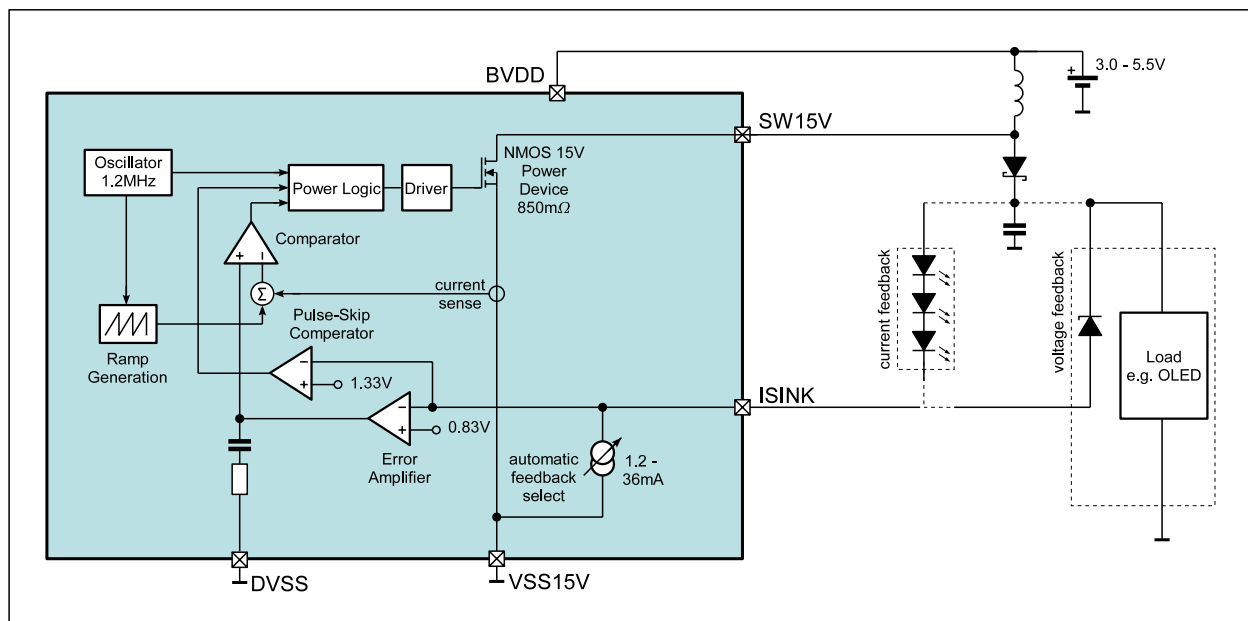 BVDD
3.0 - 5.5V
+
SW15V
Oscillator
1.2MHz
Power Logic
Driver
NMOS 15V
Power
Device
850mΩ
Comparator
+
–
Σ
current
sense
Ramp
Generation
Pulse-Skip
Comperator
–
+
1.33V
–
+
0.83V
Error
Amplifier
automatic
feedback
select
1.2 -
36mA
ISINK
current feedback
voltage feedback
Load
e.g. OLED
DVSS
VSS15V